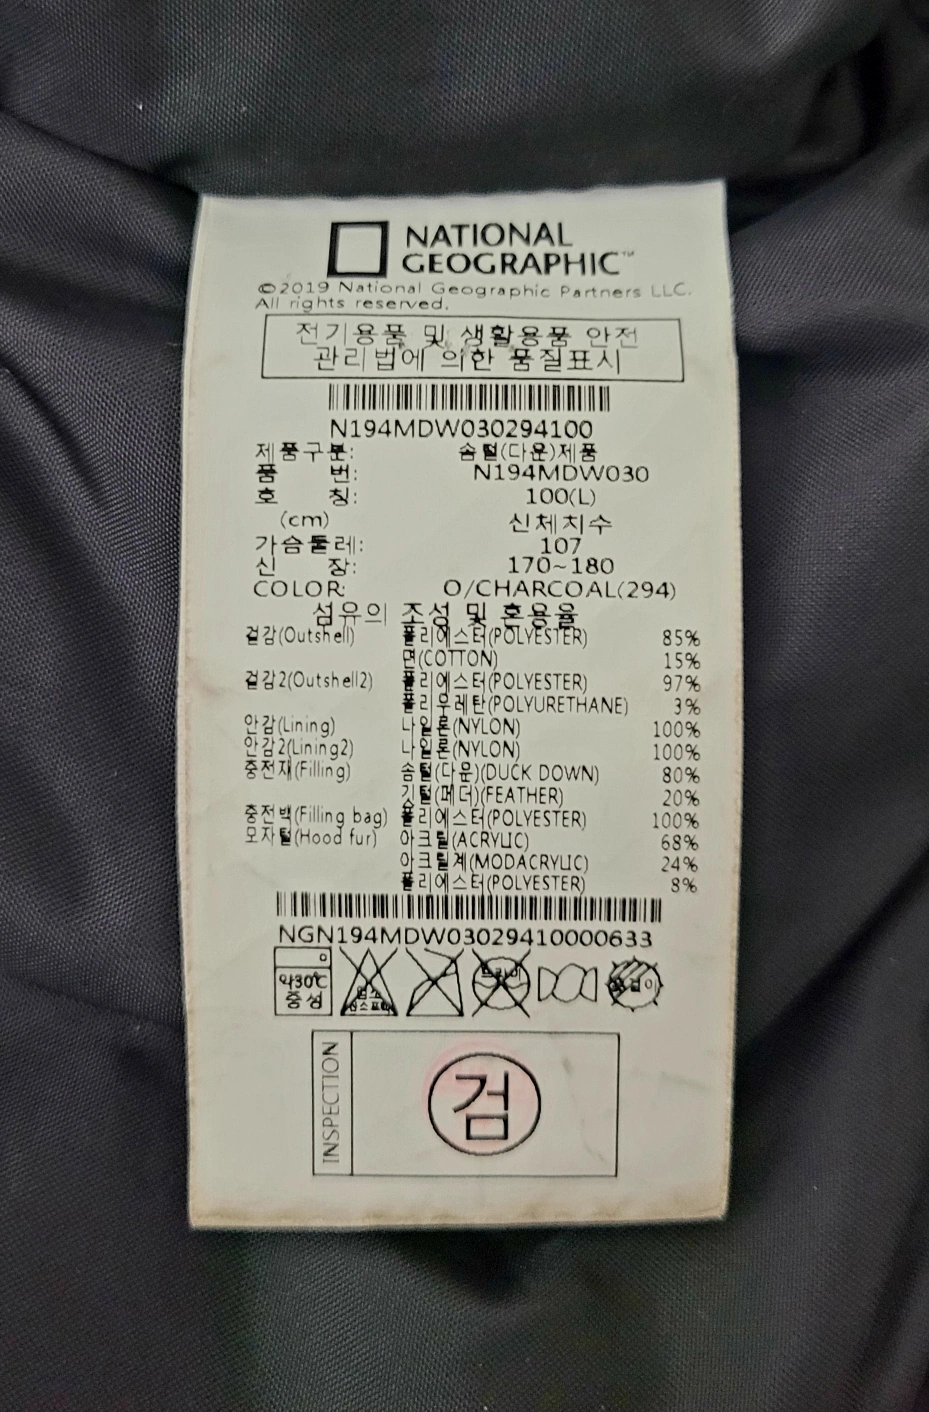 NATIONAL
GEOGRAPHIC™
©2019 National Geographic Partners LLC.
All rights reserved.
전기용품 및 생활용품 안전
관리법에 의한 품질표시
N194MDW030294100
제품구분: 솜털(다운)제품
품 번: N194MDW030
호 칭: 100(L)
(cm) 신체치수
가슴둘레: 107
신 장: 170~180
COLOR: O/CHARCOAL(294)
섬유의 조성 및 혼용율
겉감(Outshell) 폴리에스터(POLYESTER) 85%
면(COTTON) 15%
겉감2(Outshell2) 폴리에스터(POLYESTER) 97%
폴리우레탄(POLYURETHANE) 3%
안감(Lining) 나일론(NYLON) 100%
안감2(Lining2) 나일론(NYLON) 100%
충전재(Filling) 솜털(다운)(DUCK DOWN) 80%
깃털(페더)(FEATHER) 20%
충전백(Filling bag) 폴리에스터(POLYESTER) 100%
모자털(Hood fur) 아크릴(ACRYLIC) 68%
아크릴계(MODACRYLIC) 24%
폴리에스터(POLYESTER) 8%
NGN194MDW03029410000633
약30℃
중성
드라이
INSPECTION
검